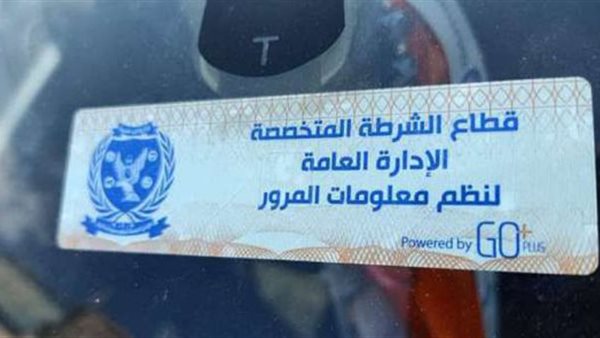 T
قطاع الشرطة المتخصصة
الإدارة العامة
لنظم معلومات المرور
Powered by GO+ PLUS